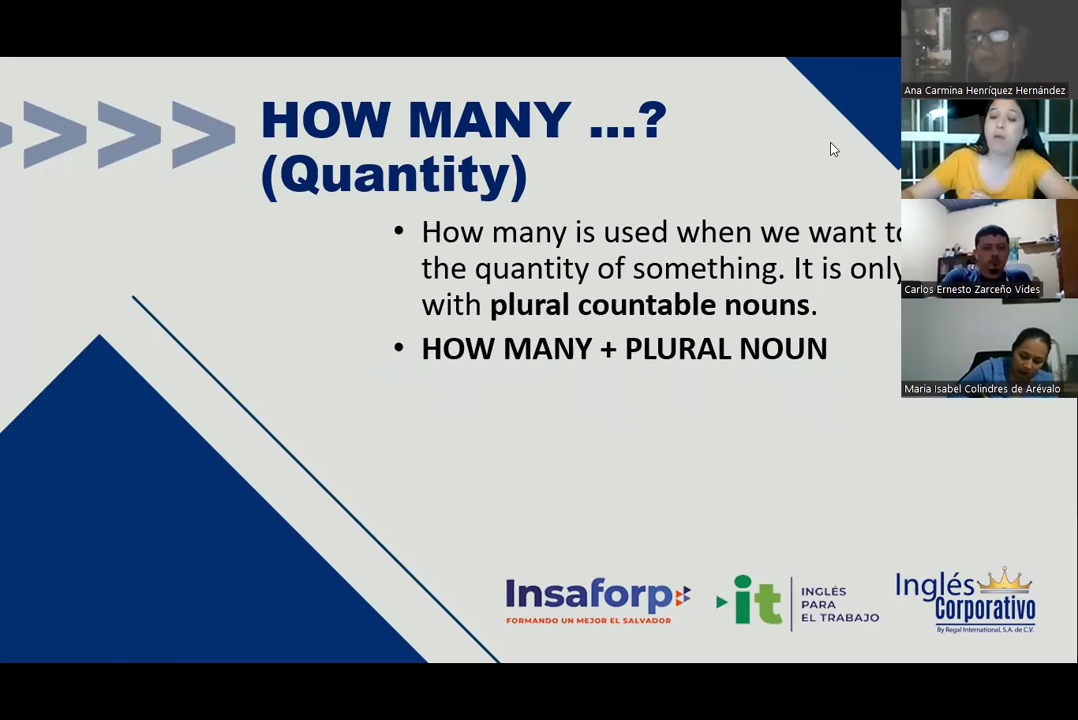 HOW MANY ...?
(Quantity)
• How many is used when we want to
the quantity of something. It is only
with plural countable nouns.
• HOW MANY + PLURAL NOUN
Ana Carmina Henríquez Hernández
Carlos Ernesto Zarceño Vides
Maria Isabel Colindres de Arévalo
Insaforp
FORMANDO UN MEJOR EL SALVADOR
it
INGLÉS
PARA
EL TRABAJO
Inglés
Corporativo
By Regal International, S.A. de C.V.